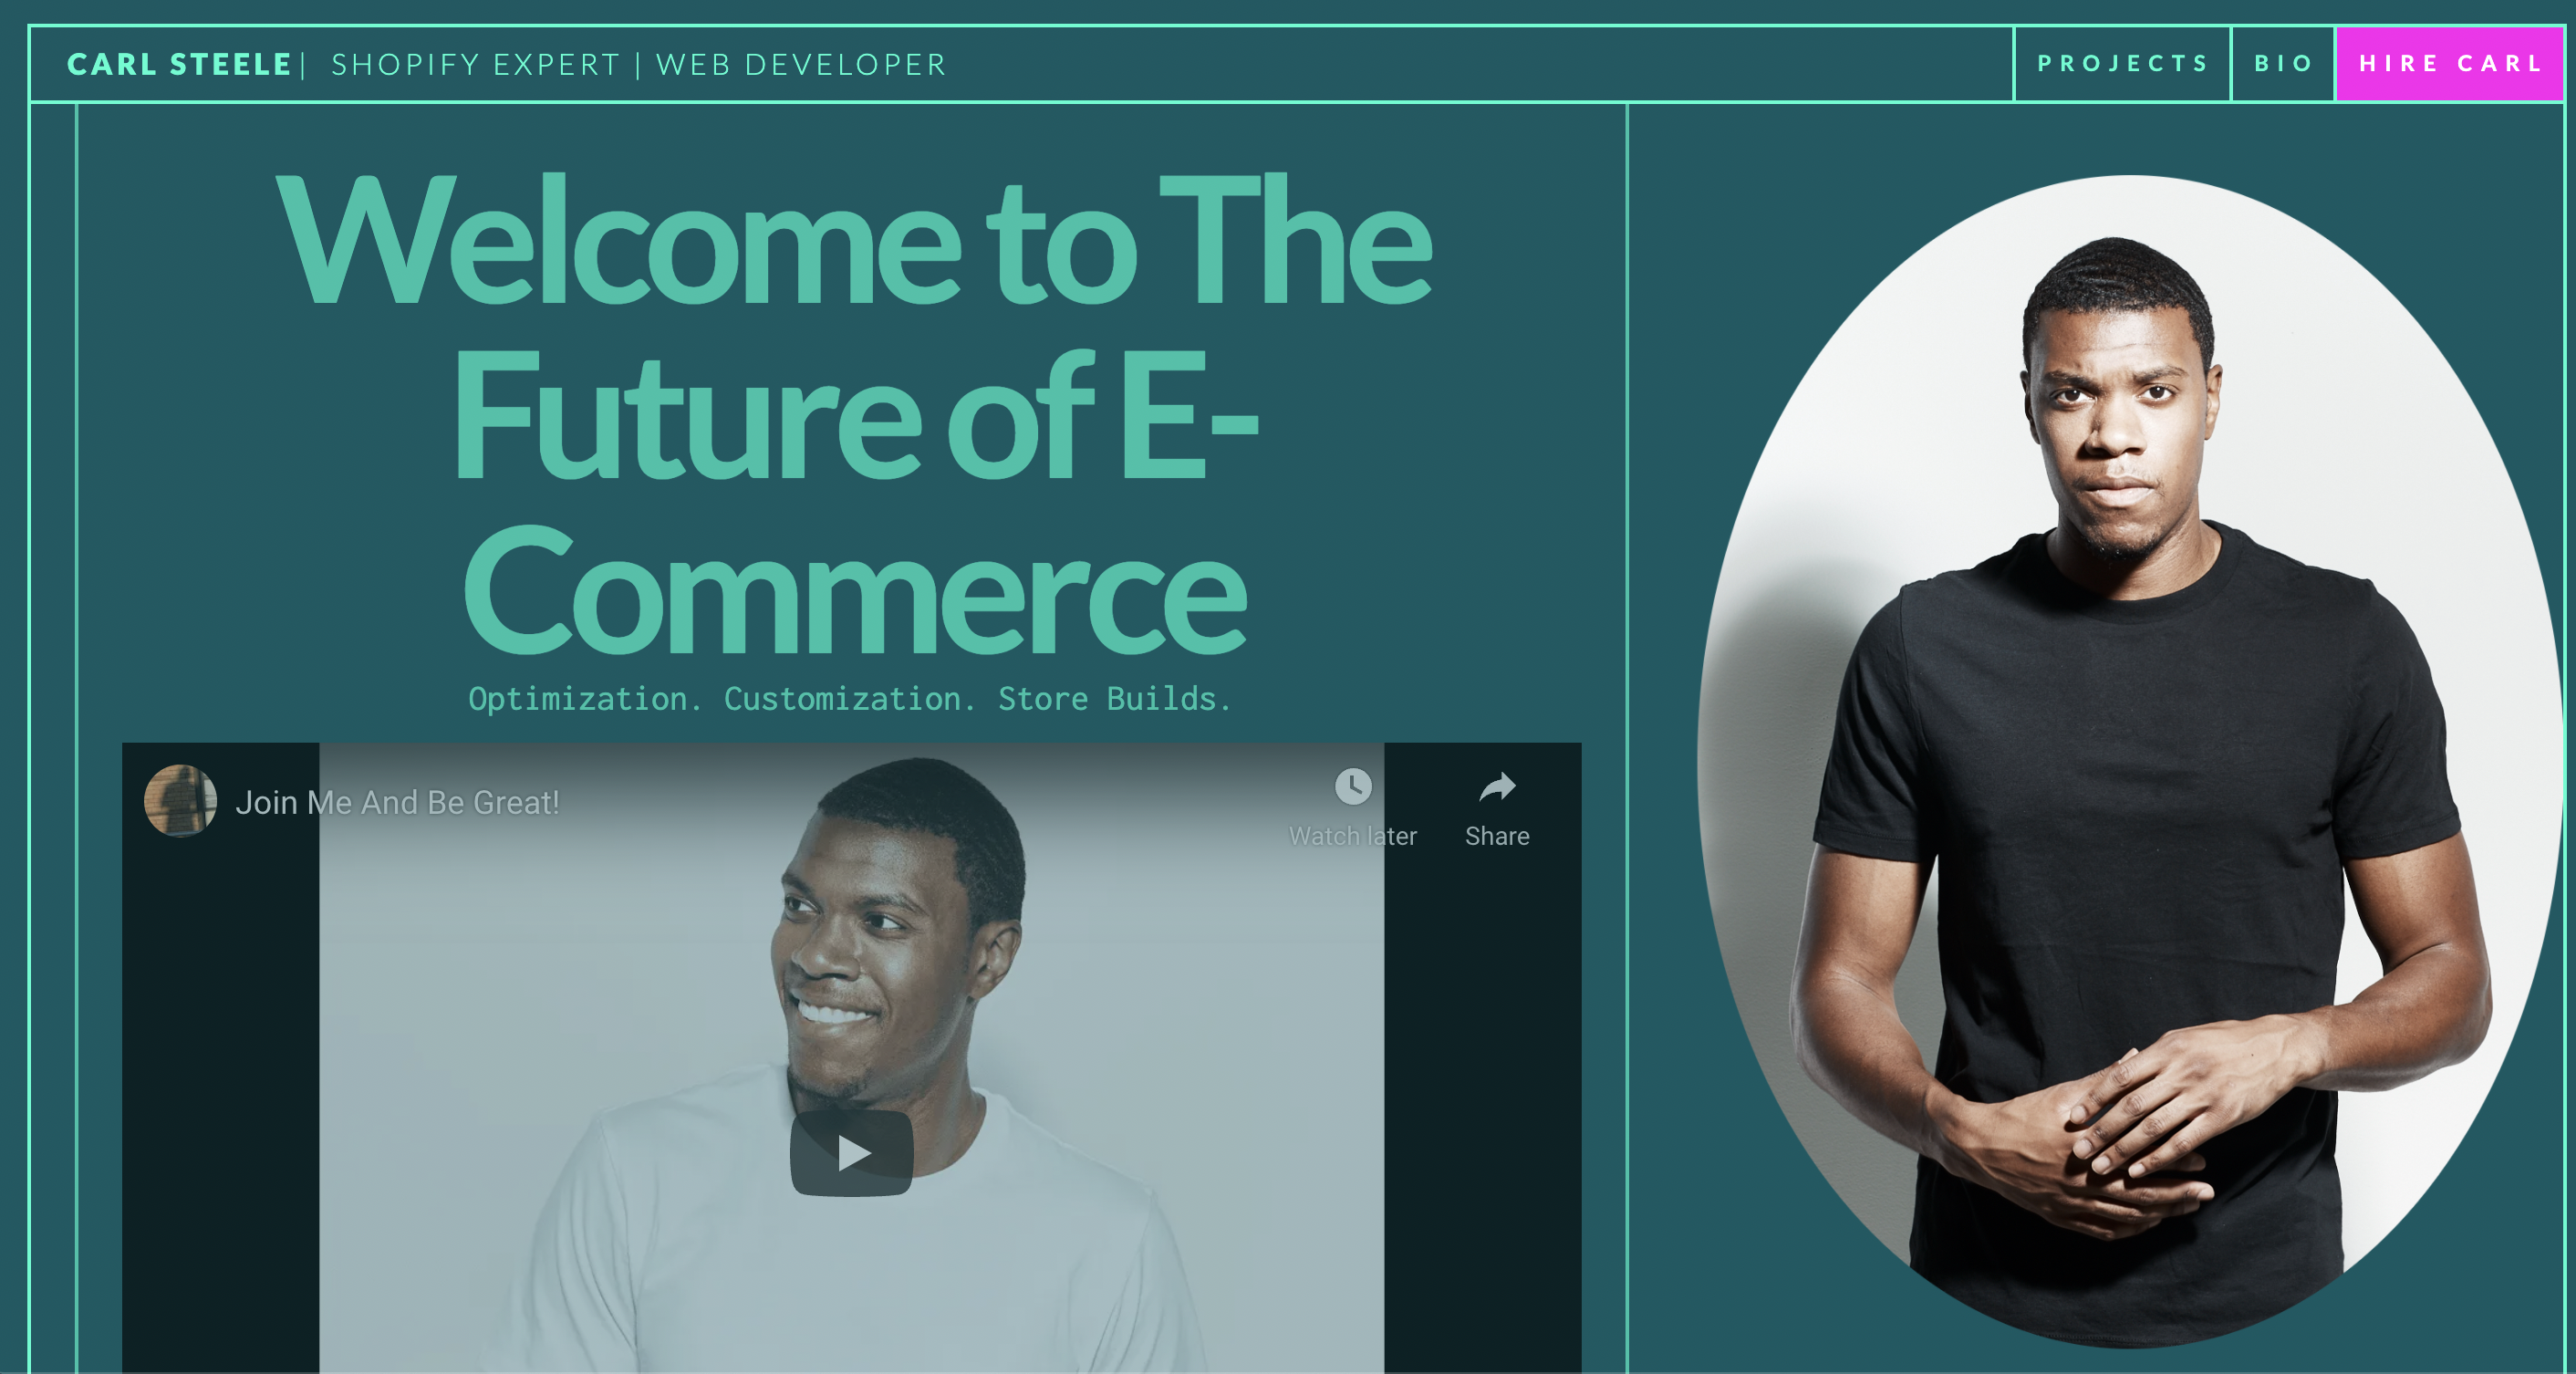 CARL STEELE | SHOPIFY EXPERT | WEB DEVELOPER
PROJECTS
BIO
HIRE CARL
Welcome to The
Future of E-
Commerce
Optimization. Customization. Store Builds.
Join Me And Be Great!
Watch later
Share